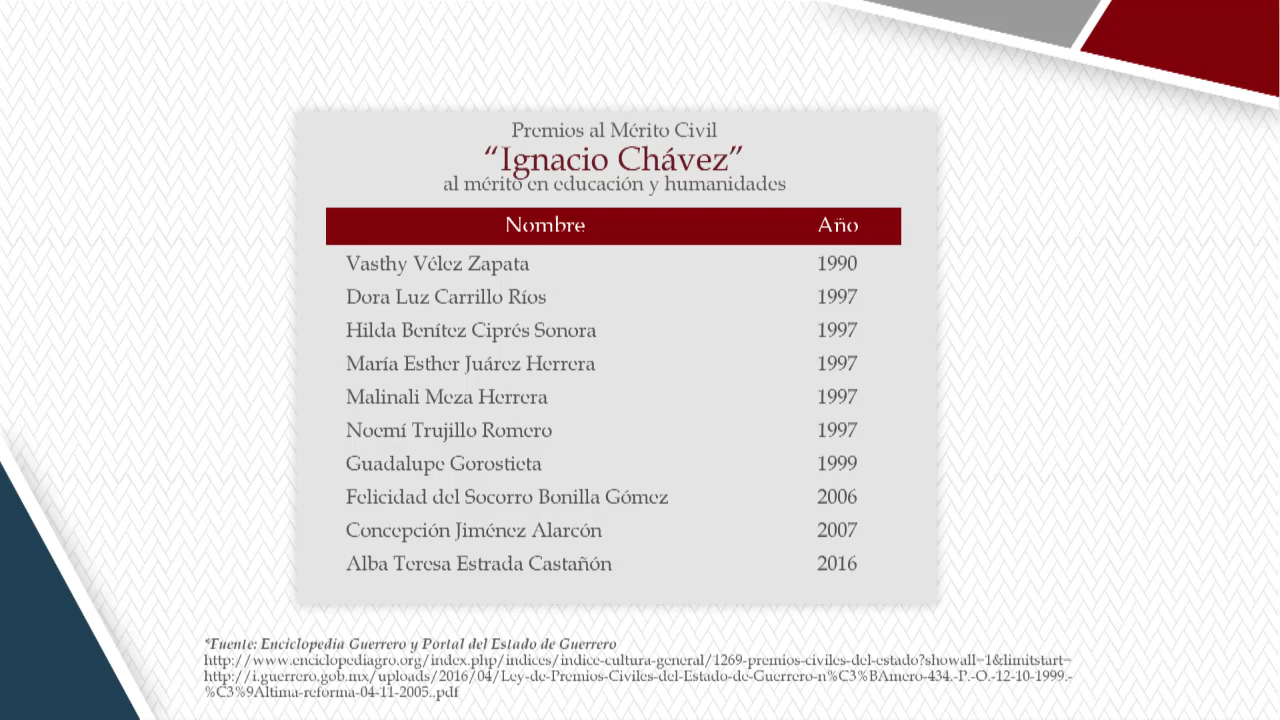 Premios al Mérito Civil
“Ignacio Chávez”
al mérito en educación y humanidades
Nombre Año
Vasthy Vélez Zapata 1990
Dora Luz Carrillo Ríos 1997
Hilda Benítez Ciprés Sonora 1997
María Esther Juárez Herrera 1997
Malinali Meza Herrera 1997
Noemí Trujillo Romero 1997
Guadalupe Gorostieta 1999
Felicidad del Socorro Bonilla Gómez 2006
Concepción Jiménez Alarcón 2007
Alba Teresa Estrada Castañón 2016
*Fuente: Enciclopedia Guerrero y Portal del Estado de Guerrero
http://www.enciclopediagro.org/index.php/indices/indice-cultura-general/1269-premios-civiles-del-estado?showall=1&limitstart=
http://i.guerrero.gob.mx/uploads/2016/04/Ley-de-Premios-Civiles-del-Estado-de-Guerrero-n%C3%BAmero-434.-P.-O.-12-10-1999.-
%C3%9Altima-reforma-04-11-2005..pdf